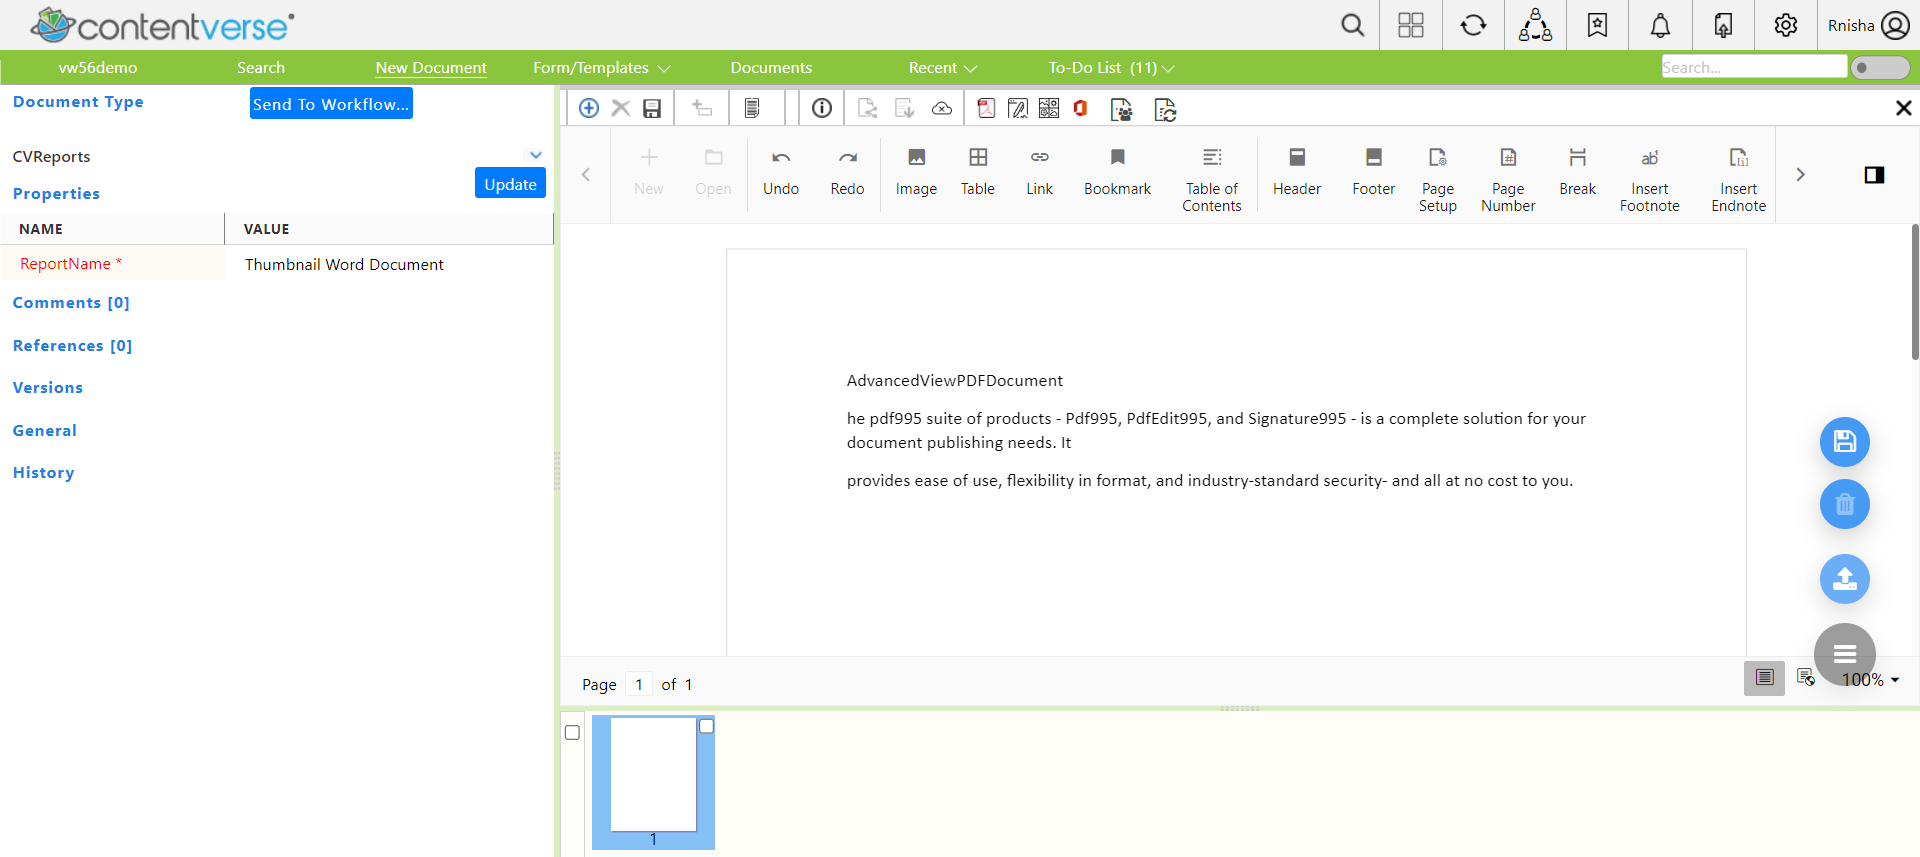 contentverse
Rnisha
vw56demo Search New Document Form/Templates Documents Recent To-Do List (11) Search...
Document Type Send To Workflow...
CVReports
Update
Properties
NAME VALUE
ReportName * Thumbnail Word Document
Comments [0]
References [0]
Versions
General
History
New Open Undo Redo Image Table Link Bookmark Table of Contents Header Footer Page Setup Page Number Break Insert Footnote Insert Endnote
AdvancedViewPDFDocument
he pdf995 suite of products - Pdf995, PdfEdit995, and Signature995 - is a complete solution for your
document publishing needs. It
provides ease of use, flexibility in format, and industry-standard security- and all at no cost to you.
Page 1 of 1
100%
1